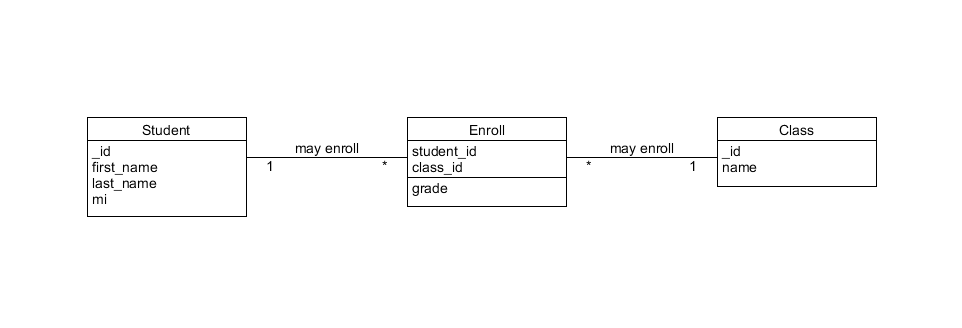 Student
_id
first_name
last_name
mi
may enroll
1
*
Enroll
student_id
class_id
grade
may enroll
*
1
Class
_id
name